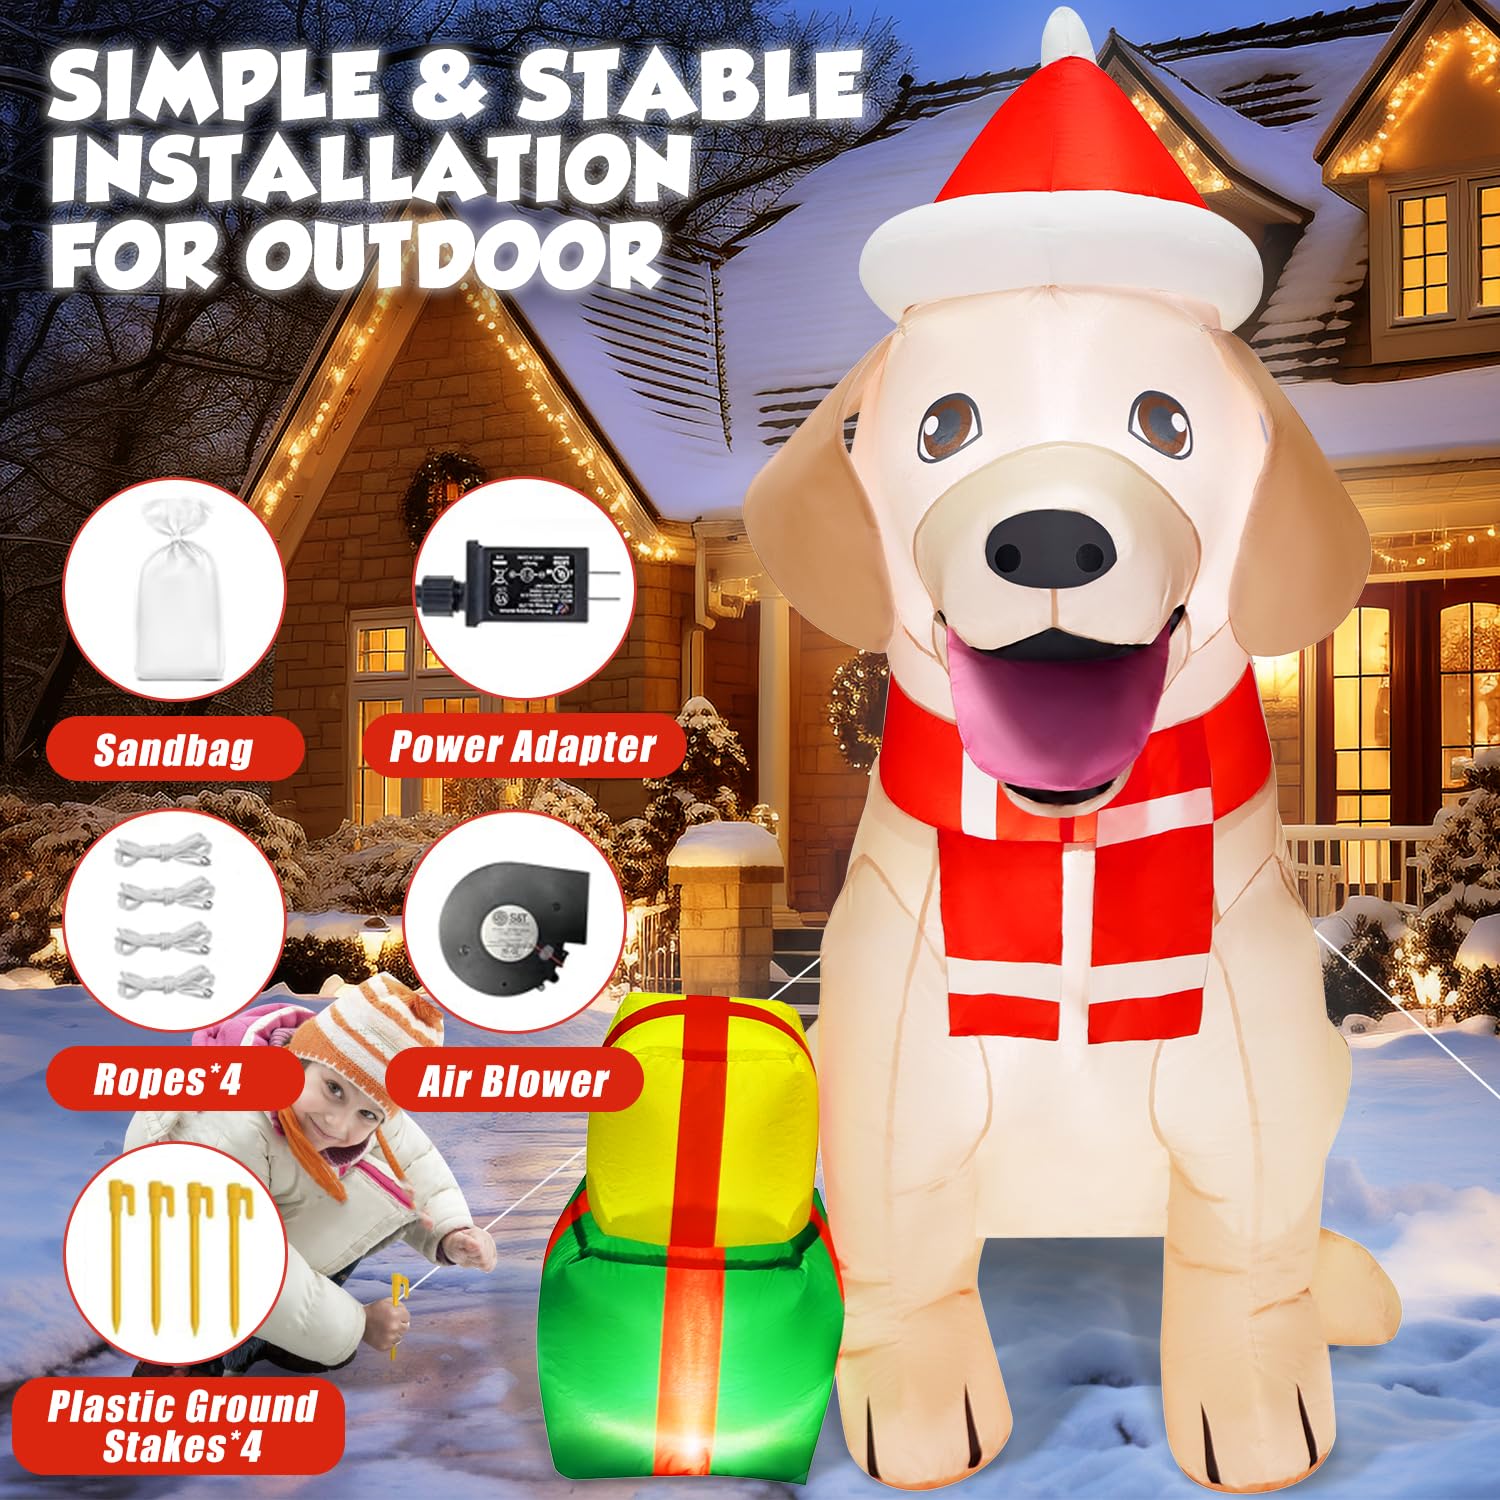 SIMPLE & STABLE
INSTALLATION
FOR OUTDOOR
Sandbag
Power Adapter
Ropes*4
Air Blower
S&T
Plastic Ground
Stakes*4